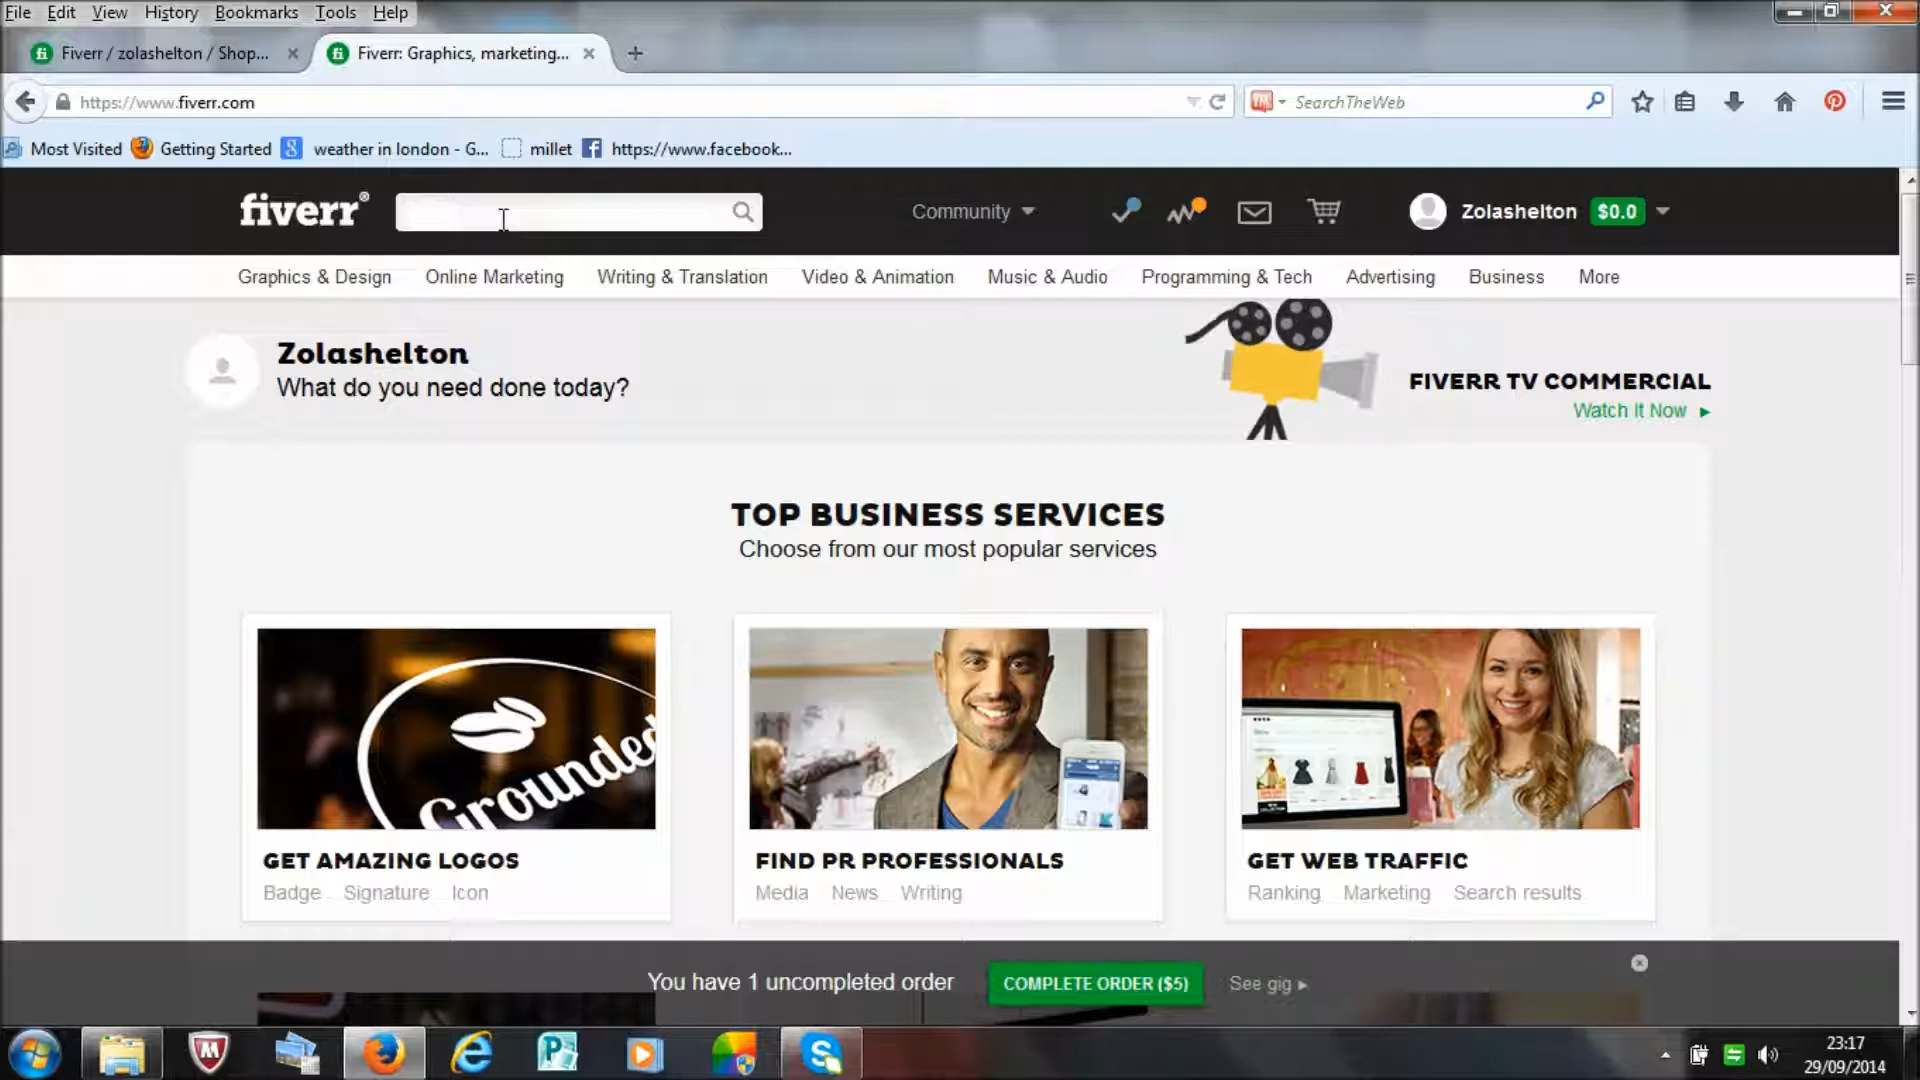 File Edit View History Bookmarks Tools Help
Fiverr / zolashelton / Shop... Fiverr: Graphics, marketing...
https://www.fiverr.com SearchTheWeb
Most Visited Getting Started weather in london - G... millet https://www.facebook...
fiverr® Community Zolashelton $0.0
Graphics & Design Online Marketing Writing & Translation Video & Animation Music & Audio Programming & Tech Advertising Business More
Zolashelton
What do you need done today?
FIVERR TV COMMERCIAL
Watch It Now
TOP BUSINESS SERVICES
Choose from our most popular services
Grounded
GET AMAZING LOGOS
Badge Signature Icon
FIND PR PROFESSIONALS
Media News Writing
GET WEB TRAFFIC
Ranking Marketing Search results
You have 1 uncompleted order COMPLETE ORDER ($5) See gig
23:17
29/09/2014